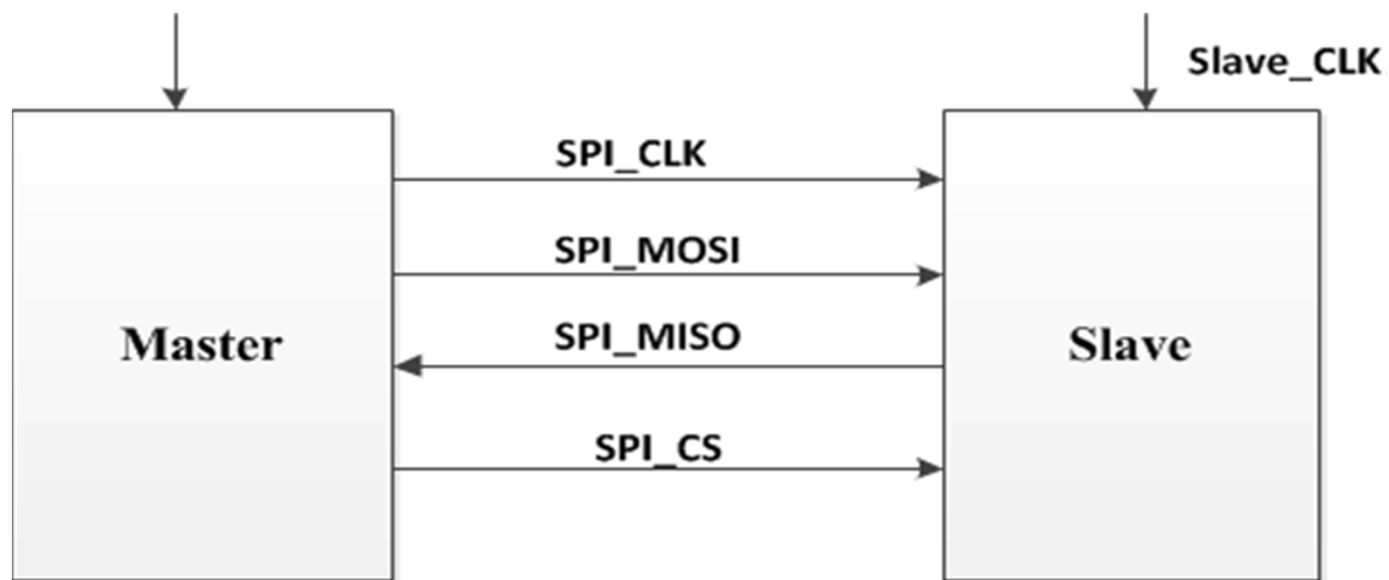 Slave_CLK
SPI_CLK
SPI_MOSI
SPI_MISO
Master
Slave
SPI_CS